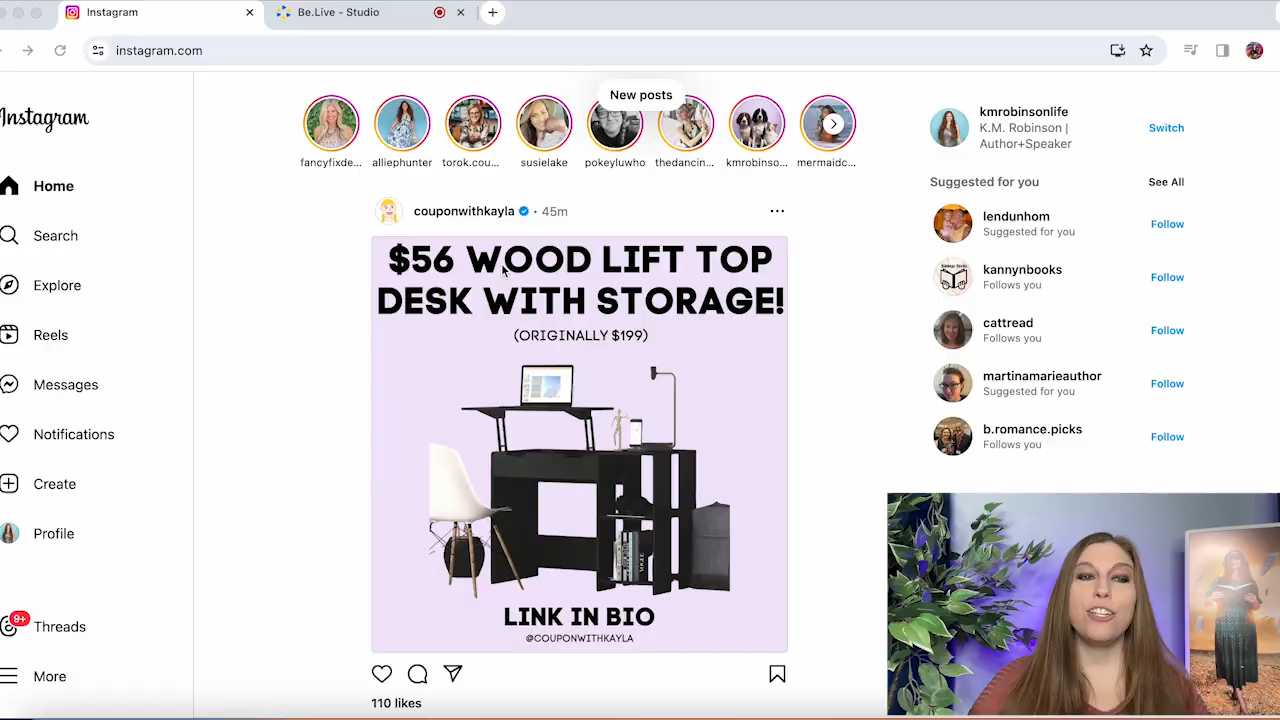 Instagram
Be.Live - Studio
instagram.com
Instagram
Home
Search
Explore
Reels
Messages
Notifications
Create
Profile
9+
Threads
More
New posts
fancyfixde...
alliephunter
torok.cou...
susielake
pokeyluwho
thedancin...
kmrobinso...
mermaidc...
couponwithkayla • 45m
$56 WOOD LIFT TOP
DESK WITH STORAGE!
(ORIGINALLY $199)
VOGUE
LINK IN BIO
@COUPONWITHKAYLA
110 likes
kmrobinsonlife
K.M. Robinson |
Author+Speaker
Switch
Suggested for you
See All
lendunhom
Suggested for you
Follow
kannynbooks
Follows you
Follow
cattread
Follows you
Follow
martinamarieauthor
Suggested for you
Follow
b.romance.picks
Follows you
Follow